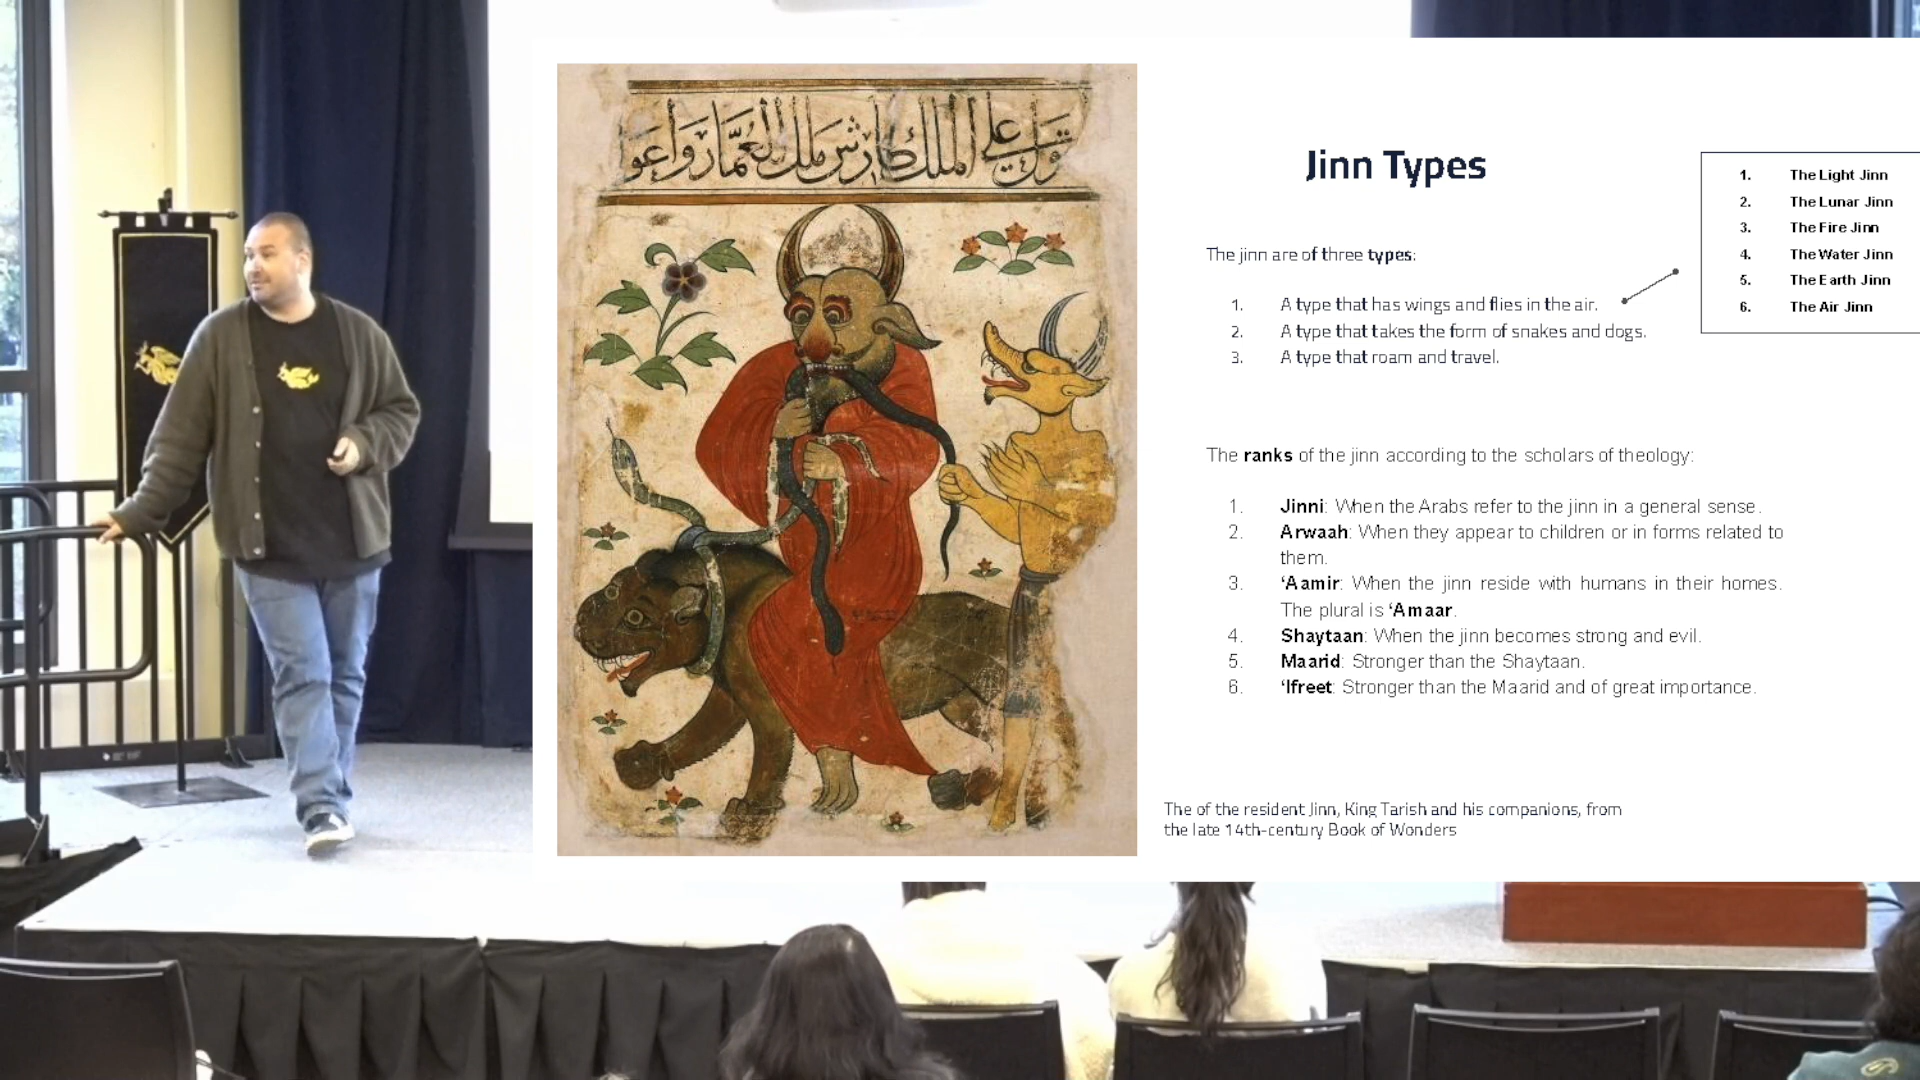 قول علي الملك ملك العمّار
Jinn Types
The jinn are of three types:
1. A type that has wings and flies in the air.
2. A type that takes the form of snakes and dogs.
3. A type that roam and travel.
1. The Light Jinn
2. The Lunar Jinn
3. The Fire Jinn
4. The Water Jinn
5. The Earth Jinn
6. The Air Jinn
The ranks of the jinn according to the scholars of theology:
1. Jinni: When the Arabs refer to the jinn in a general sense.
2. Arwaah: When they appear to children or in forms related to
them.
3. ‘Aamir: When the jinn reside with humans in their homes.
The plural is ‘Amaar.
4. Shaytaan: When the jinn becomes strong and evil.
5. Maarid: Stronger than the Shaytaan.
6. ‘Ifreet: Stronger than the Maarid and of great importance.
The of the resident Jinn, King Tarish and his companions, from
the late 14th-century Book of Wonders